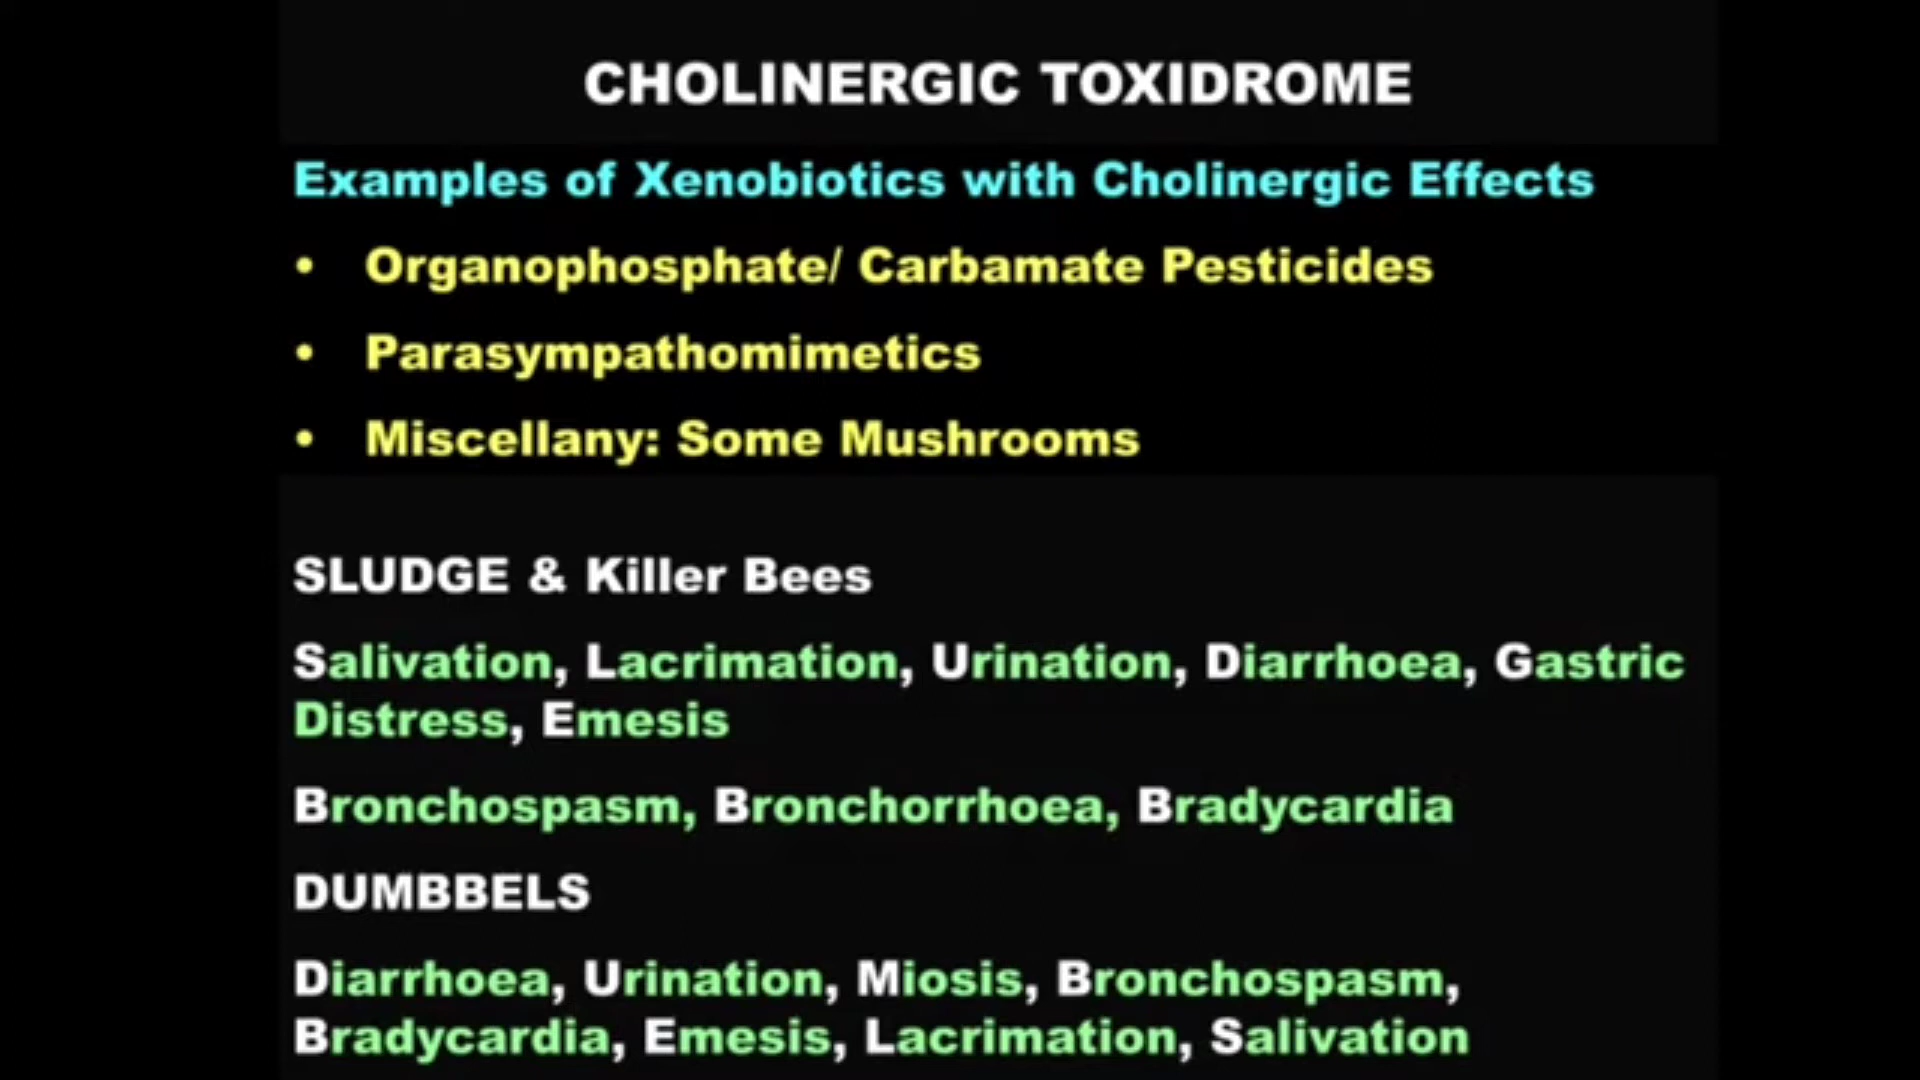 CHOLINERGIC TOXIDROME
Examples of Xenobiotics with Cholinergic Effects
• Organophosphate/ Carbamate Pesticides
• Parasympathomimetics
• Miscellany: Some Mushrooms
SLUDGE & Killer Bees
Salivation, Lacrimation, Urination, Diarrhoea, Gastric
Distress, Emesis
Bronchospasm, Bronchorrhoea, Bradycardia
DUMBBELS
Diarrhoea, Urination, Miosis, Bronchospasm,
Bradycardia, Emesis, Lacrimation, Salivation